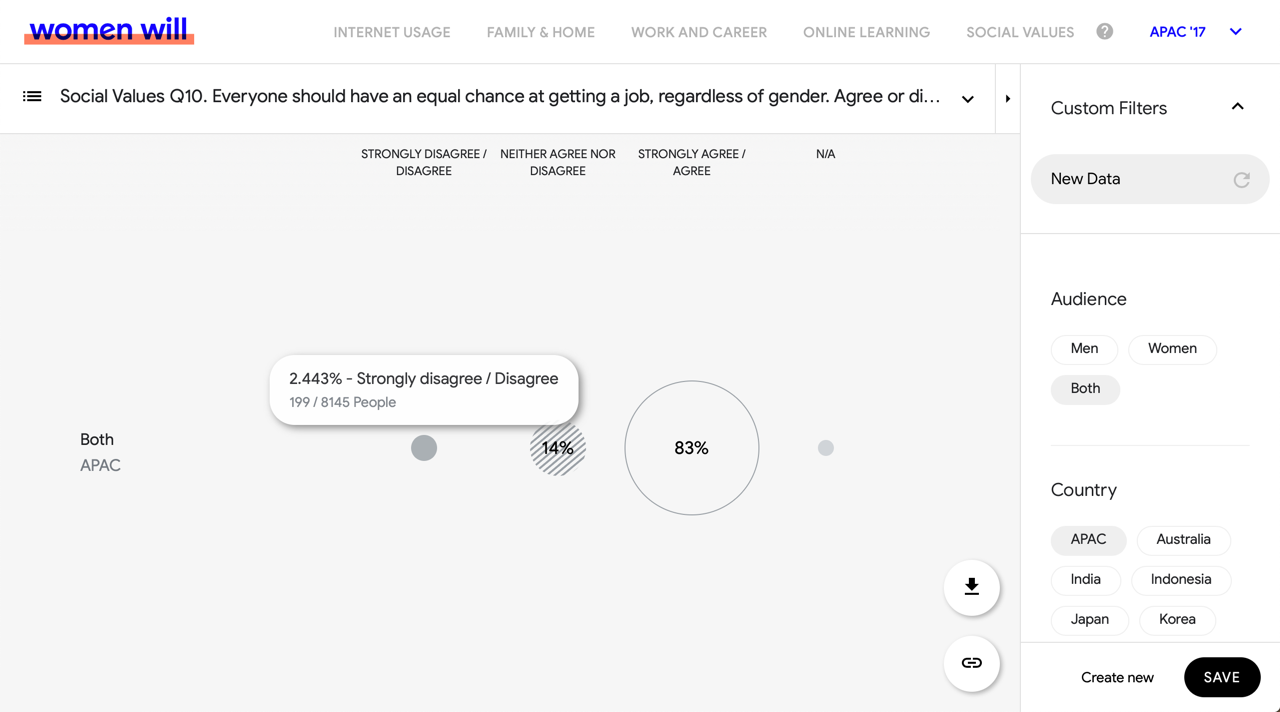 women will
INTERNET USAGE
FAMILY & HOME
WORK AND CAREER
ONLINE LEARNING
SOCIAL VALUES
?
APAC '17
Social Values Q10. Everyone should have an equal chance at getting a job, regardless of gender. Agree or di…
Custom Filters
New Data
STRONGLY DISAGREE /
DISAGREE
NEITHER AGREE NOR
DISAGREE
STRONGLY AGREE /
AGREE
N/A
2.443% - Strongly disagree / Disagree
199 / 8145 People
Both
APAC
14%
83%
Audience
Men
Women
Both
Country
APAC
Australia
India
Indonesia
Japan
Korea
Create new
SAVE